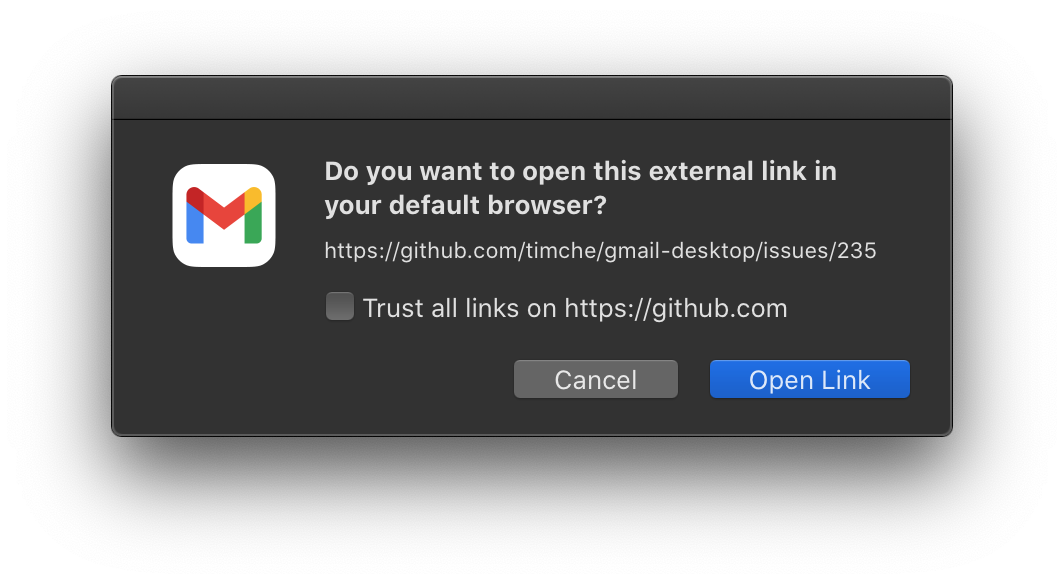 Do you want to open this external link in
your default browser?
https://github.com/timche/gmail-desktop/issues/235
Trust all links on https://github.com
Cancel
Open Link